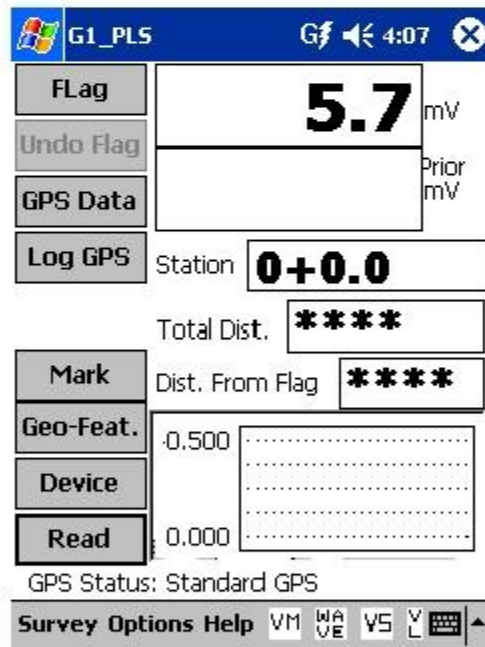 G1_PLS 4:07
FLag
5.7 mV
Undo Flag
Prior mV
GPS Data
Log GPS
Station 0+0.0
Total Dist. ****
Mark
Dist. From Flag ****
Geo-Feat.
-0.500
Device
Read
0.000
GPS Status: Standard GPS
Survey Options Help VM WAVE VS VL